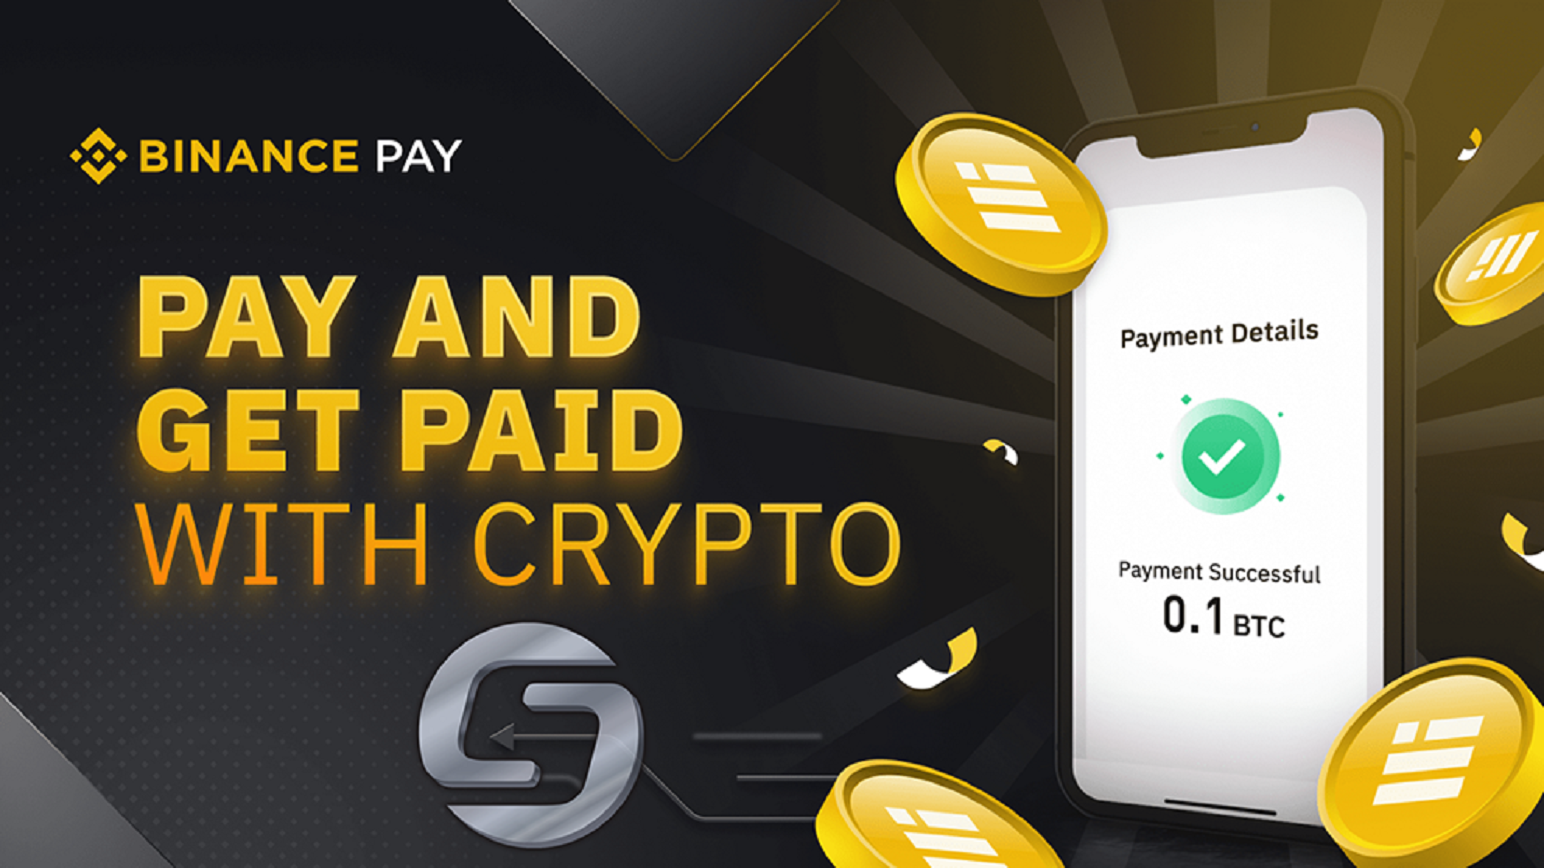 BINANCE PAY
PAY AND
GET PAID
WITH CRYPTO
Payment Details
Payment Successful
0.1 BTC